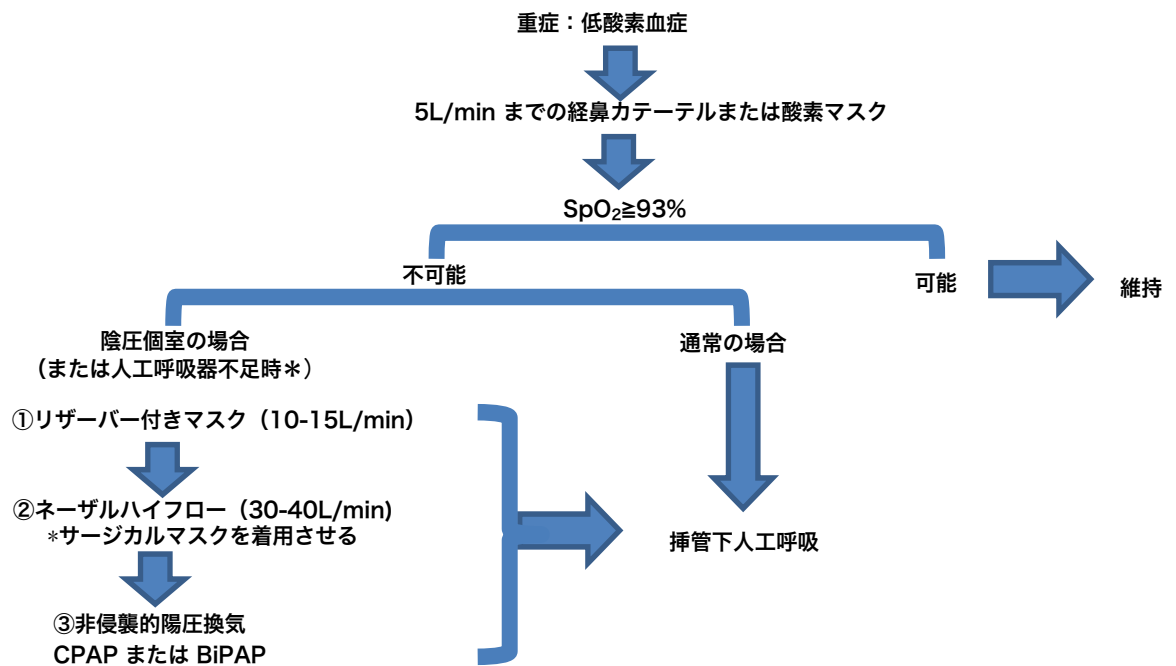 重症：低酸素血症
5L/min までの経鼻カテーテルまたは酸素マスク
SpO₂≧93%
不可能
可能
維持
陰圧個室の場合
（または人工呼吸器不足時＊）
通常の場合
①リザーバー付きマスク（10-15L/min）
②ネーザルハイフロー（30-40L/min)
*サージカルマスクを着用させる
挿管下人工呼吸
③非侵襲的陽圧換気
CPAP または BiPAP